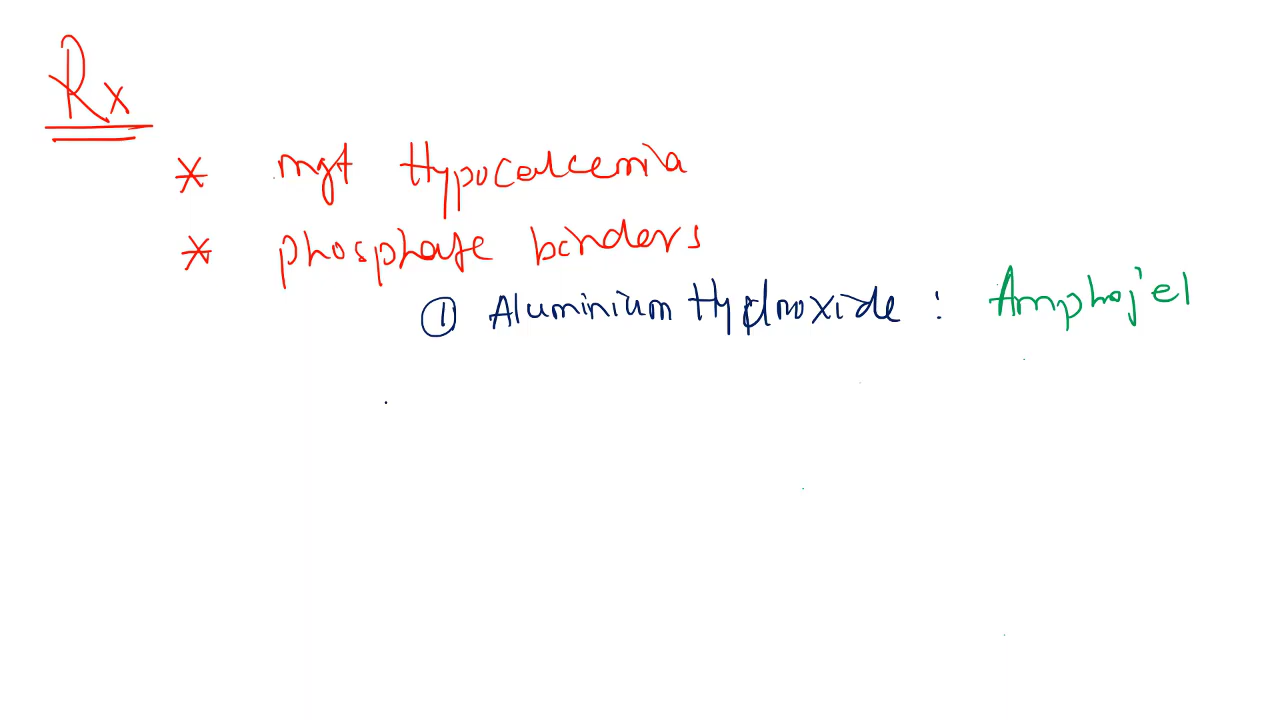 Rx
* mgt Hypocalcemia
* phosphate binders
① Aluminium Hydroxide : Amphojel